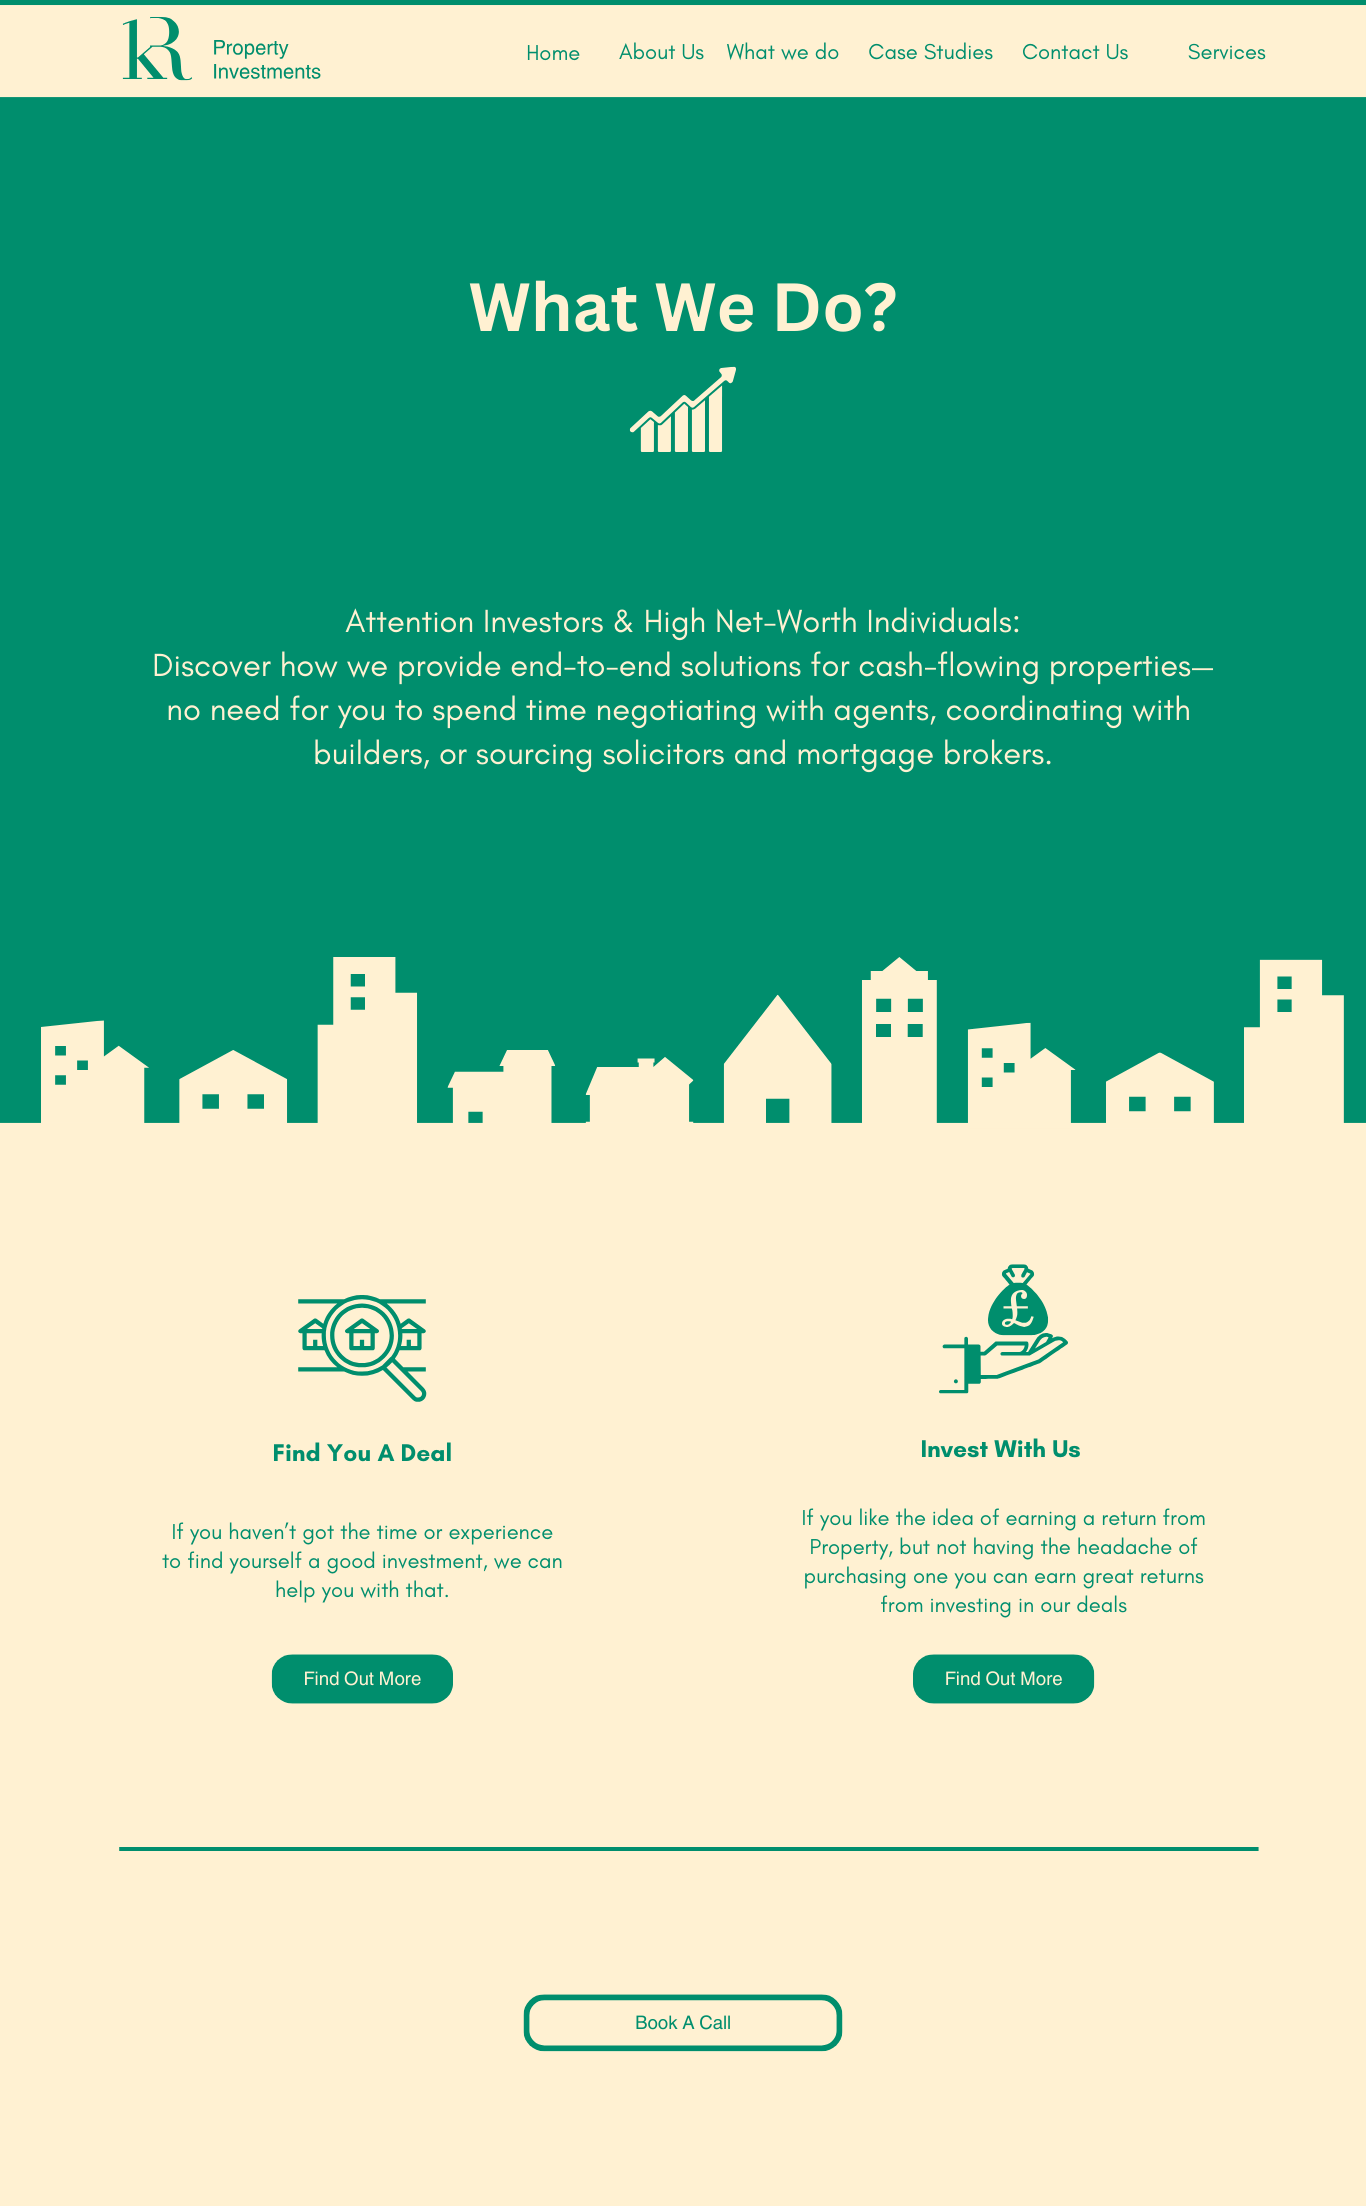 kR
Property
Investments
Home About Us What we do Case Studies Contact Us Services
What We Do?
Attention Investors & High Net-Worth Individuals:
Discover how we provide end-to-end solutions for cash-flowing properties—
no need for you to spend time negotiating with agents, coordinating with
builders, or sourcing solicitors and mortgage brokers.
£
Find You A Deal
If you haven’t got the time or experience
to find yourself a good investment, we can
help you with that.
Find Out More
Invest With Us
If you like the idea of earning a return from
Property, but not having the headache of
purchasing one you can earn great returns
from investing in our deals
Find Out More
Book A Call